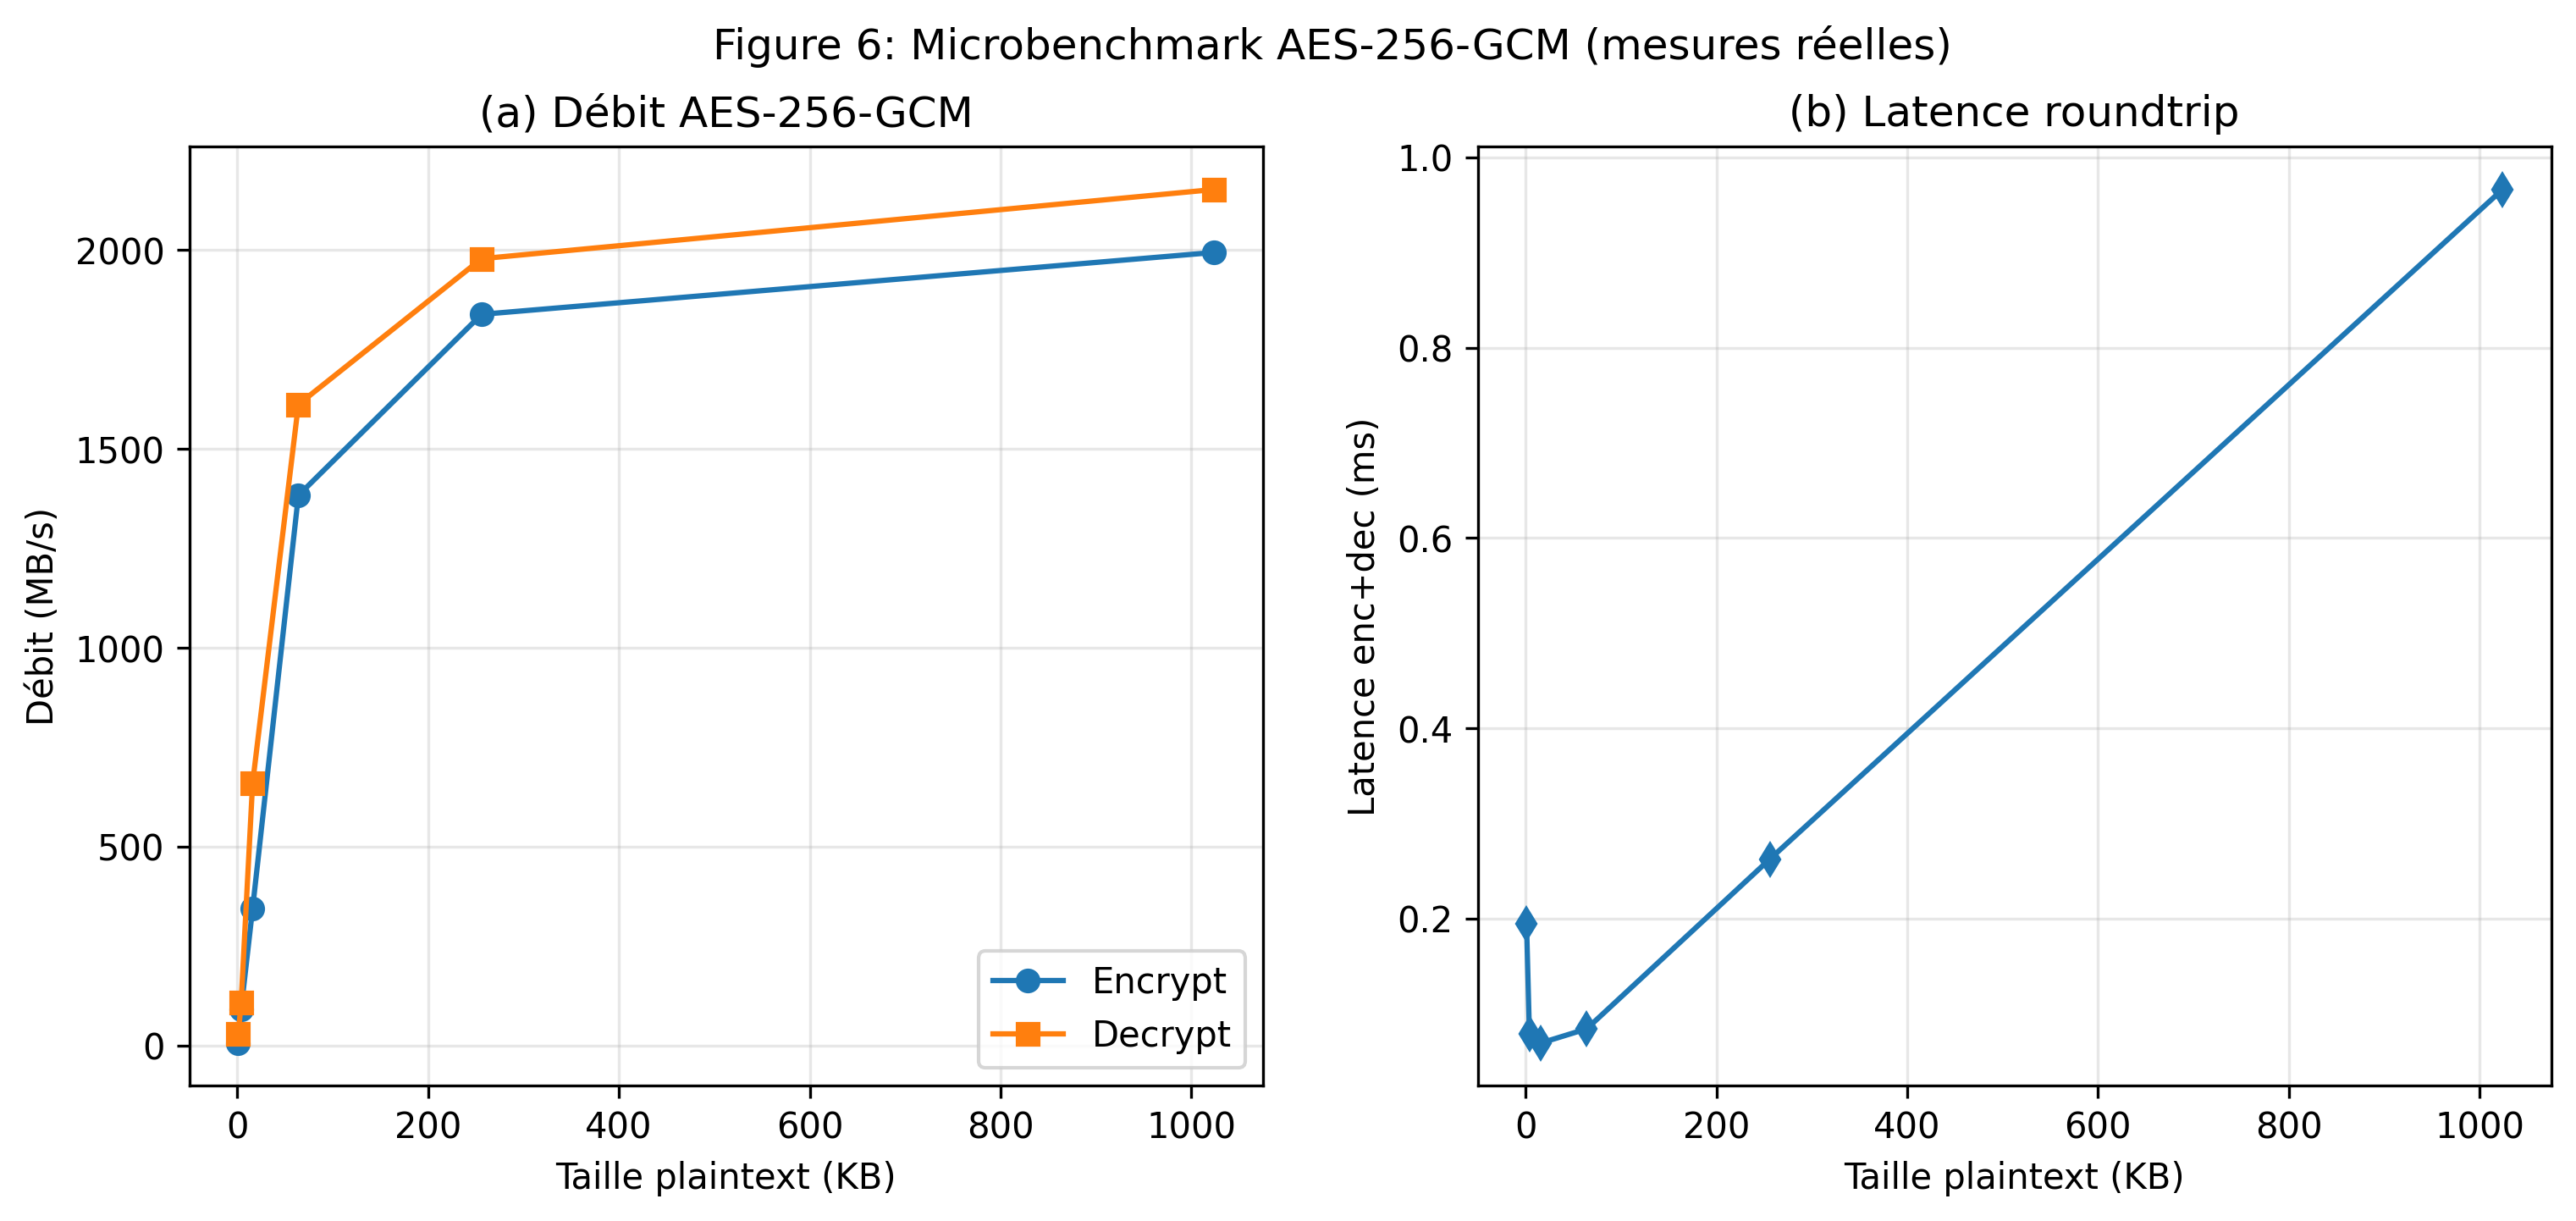 Figure 6: Microbenchmark AES-256-GCM (mesures réelles)
(a) Débit AES-256-GCM
Débit (MB/s)
2000
1500
1000
500
0
0 200 400 600 800 1000
Taille plaintext (KB)
Encrypt
Decrypt
(b) Latence roundtrip
Latence enc+dec (ms)
1.0
0.8
0.6
0.4
0.2
0 200 400 600 800 1000
Taille plaintext (KB)